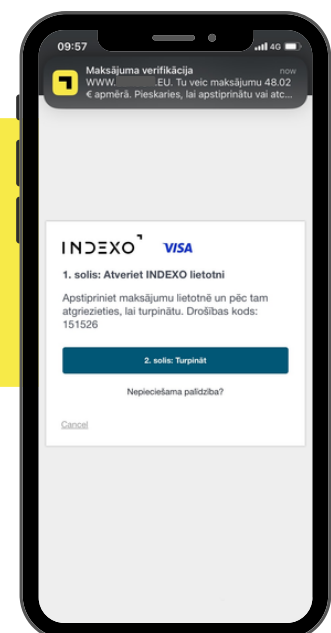 09:57
4G
Maksājuma verifikācija now
WWW. .EU. Tu veic maksājumu 48.02
€ apmērā. Pieskaries, lai apstiprinātu vai atc...
INDEXO VISA
1. solis: Atveriet INDEXO lietotni
Apstipriniet maksājumu lietotnē un pēc tam
atgriezieties, lai turpinātu. Drošības kods:
151526
2. solis: Turpināt
Nepieciešama palīdzība?
Cancel